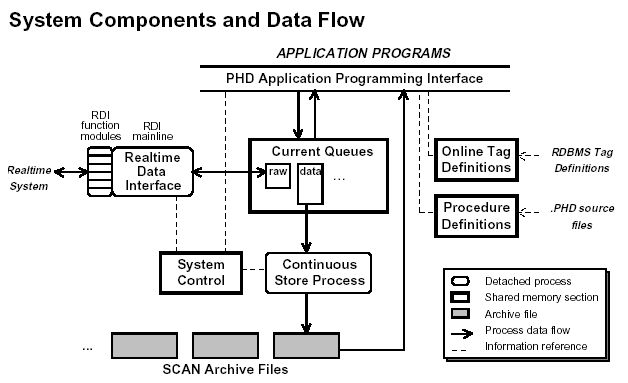 System Components and Data Flow
APPLICATION PROGRAMS
PHD Application Programming Interface
RDI
function
modules
RDI
mainline
Realtime
System
Realtime
Data
Interface
Current Queues
raw
data
...
Online Tag
Definitions
RDBMS Tag
Definitions
Procedure
Definitions
.PHD source
files
System
Control
Continuous
Store Process
Detached process
Shared memory section
Archive file
Process data flow
Information reference
...
SCAN Archive Files